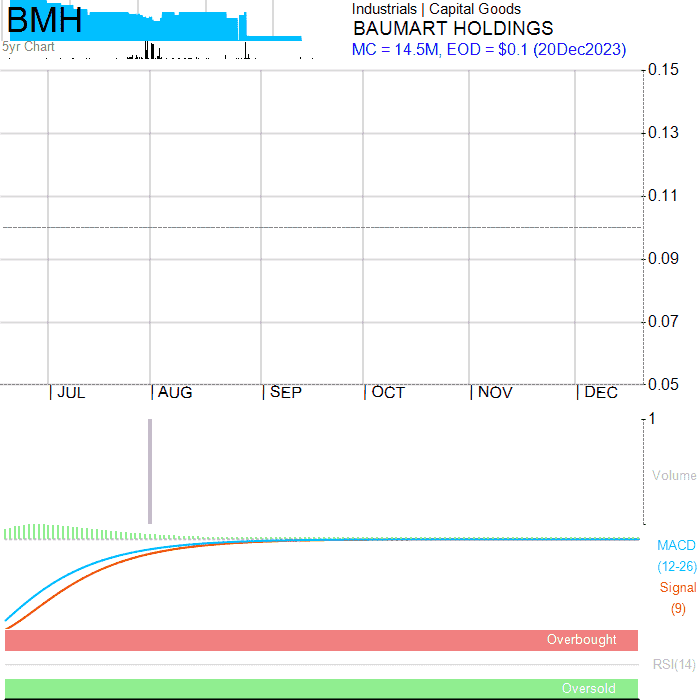 BMH
5yr Chart
Industrials | Capital Goods
BAUMART HOLDINGS
MC = 14.5M, EOD = $0.1 (20Dec2023)
0.15
0.13
0.11
0.09
0.07
0.05
JUL AUG SEP OCT NOV DEC
1
Volume
MACD
(12-26)
Signal
(9)
Overbought
RSI(14)
Oversold